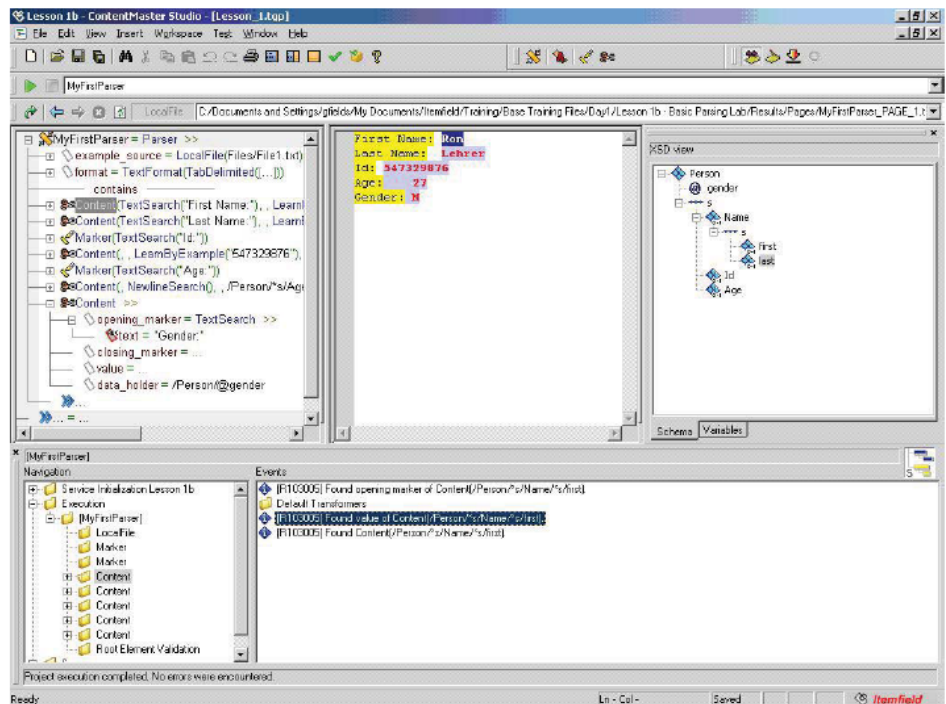 Lesson 1b - ContentMaster Studio - [Lesson_1.tgp]
File Edit View Insert Workspace Test Window Help
MyFirstParser
LocalFile C:/Documents and Settings/gfields/My Documents/Itemfield/Training/Base Training Files/Day1/Lesson 1b - Basic Parsing Lab/Results/Pages/MyFirstParser_PAGE_1.t
MyFirstParser = Parser >>
example_source = LocalFile(Files/File1.txt)
format = TextFormat(TabDelimited([...]))
contains
Content(TextSearch("First Name:"), , LearnI
Content(TextSearch("Last Name:"), , Learnl
Marker(TextSearch("Id:"))
Content(, , LearnByExample("547329876"),
Marker(TextSearch("Age:"))
Content(, NewlineSearch(), , /Person/*s/Age
Content >>
opening_marker = TextSearch >>
text = "Gender:"
closing_marker = ...
value = ...
data_holder = /Person/@gender
...
... = ...
First Name: Ron
Last Name: Lehrer
Id: 547329876
Age: 27
Gender: M
XSD view
Person
gender
s
Name
s
first
last
Id
Age
Schema Variables
[MyFirstParser]
Navigation
Service Initialization Lesson 1b
Execution
[MyFirstParser]
LocalFile
Marker
Marker
Content
Content
Content
Content
Content
Root Element Validation
Events
[R103005] Found opening marker of Content[/Person/*s/Name/*s/first].
Default Transformers
[R103005] Found value of Content[/Person/*s/Name/*s/first].
[R103005] Found Content[/Person/*s/Name/*s/first].
S
Project execution completed. No errors were encountered.
Ready
Ln - Col -
Saved
Itemfield